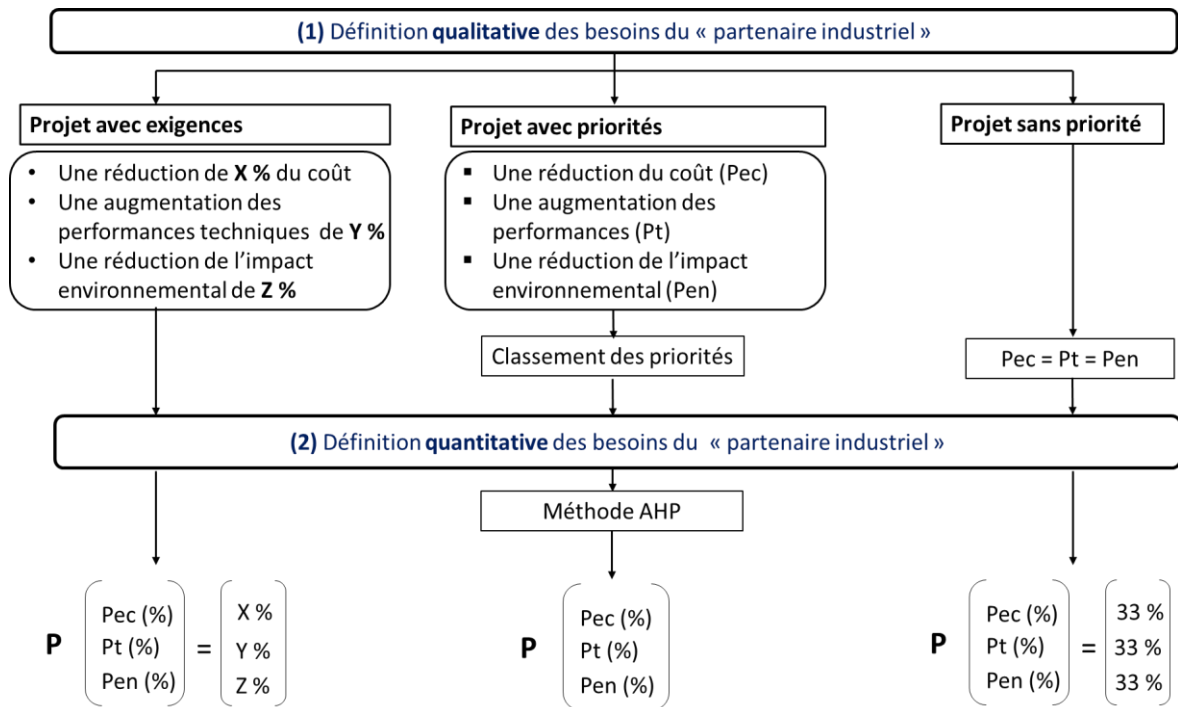 (1) Définition qualitative des besoins du « partenaire industriel »
Projet avec exigences
• Une réduction de X % du coût
• Une augmentation des
performances techniques de Y %
• Une réduction de l'impact
environnemental de Z %
Projet avec priorités
▪ Une réduction du coût (Pec)
▪ Une augmentation des
performances (Pt)
▪ Une réduction de l'impact
environnemental (Pen)
Classement des priorités
Projet sans priorité
Pec = Pt = Pen
(2) Définition quantitative des besoins du « partenaire industriel »
Méthode AHP
P
Pec (%)
Pt (%)
Pen (%)
=
X %
Y %
Z %
P
Pec (%)
Pt (%)
Pen (%)
P
Pec (%)
Pt (%)
Pen (%)
=
33 %
33 %
33 %